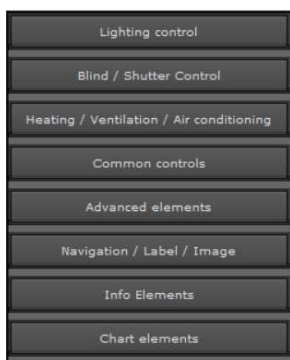 Lighting control
Blind / Shutter Control
Heating / Ventilation / Air conditioning
Common controls
Advanced elements
Navigation / Label / Image
Info Elements
Chart elements